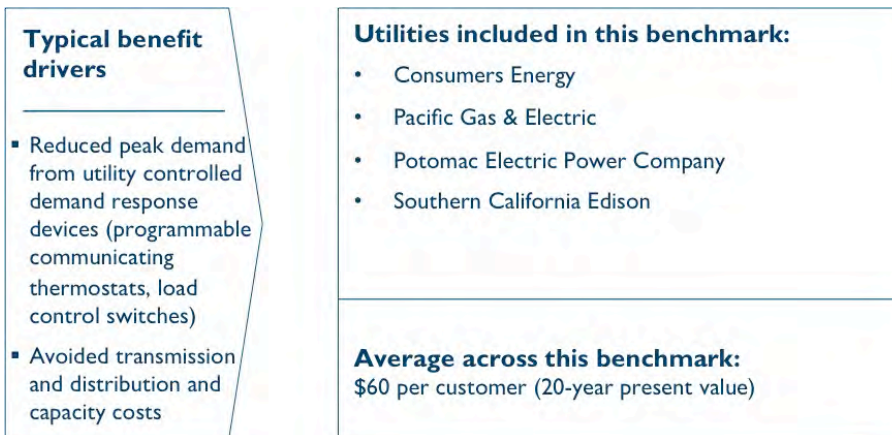 Typical benefit
drivers
▪ Reduced peak demand
from utility controlled
demand response
devices (programmable
communicating
thermostats, load
control switches)
▪ Avoided transmission
and distribution and
capacity costs
Utilities included in this benchmark:
• Consumers Energy
• Pacific Gas & Electric
• Potomac Electric Power Company
• Southern California Edison
Average across this benchmark:
$60 per customer (20-year present value)